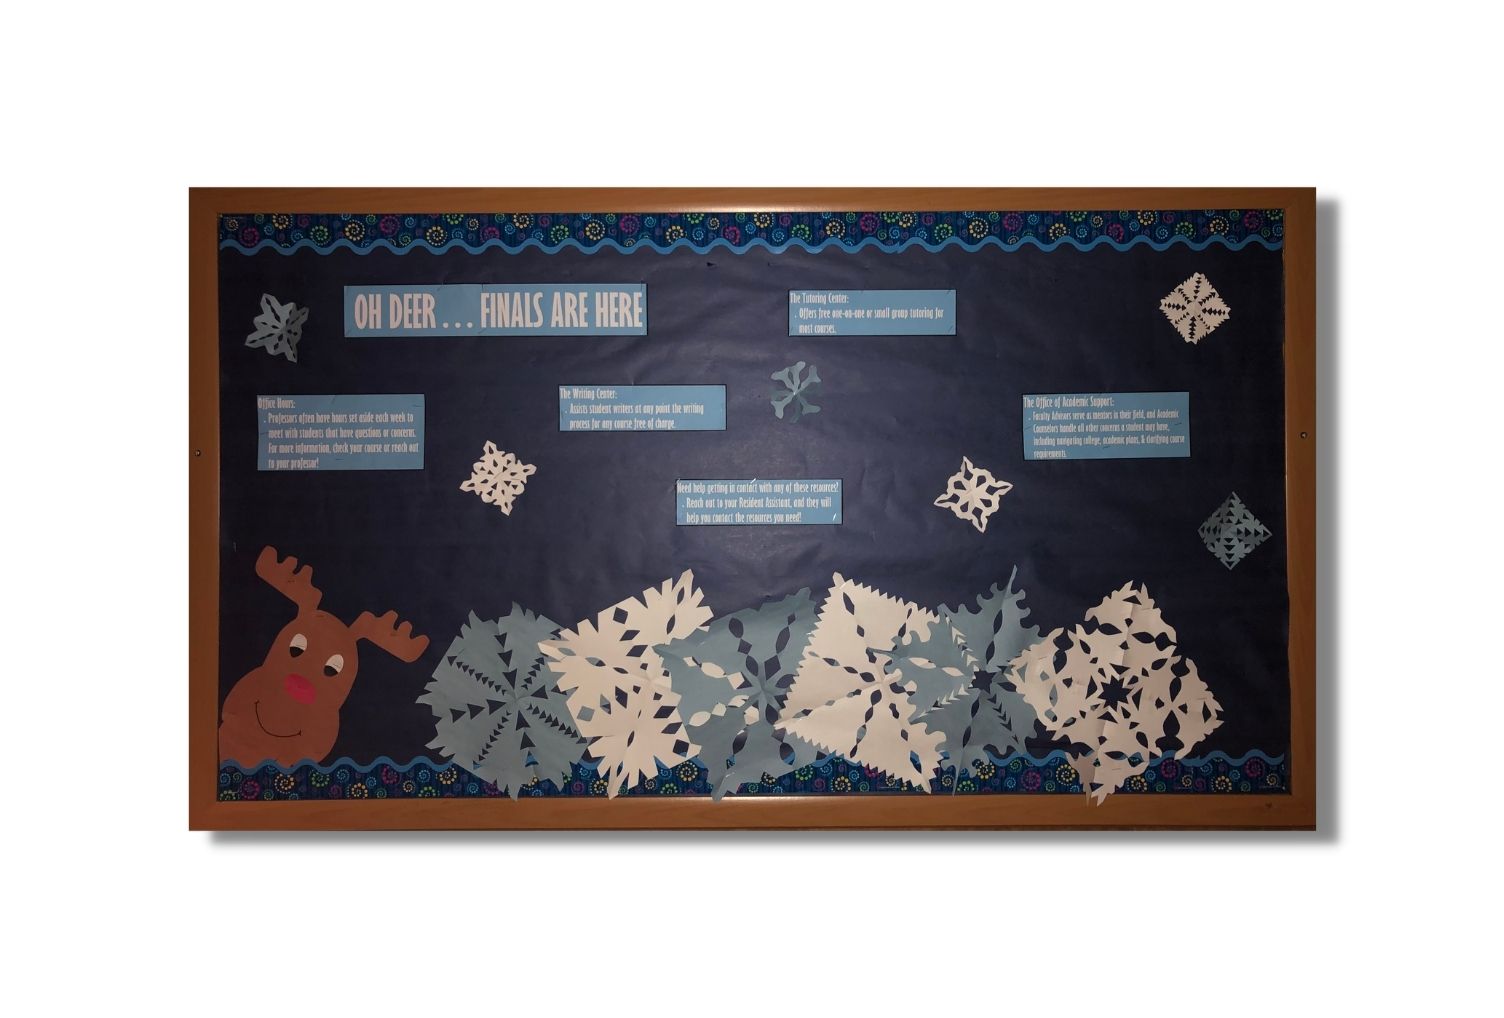 OH DEER . . . FINALS ARE HERE
The Tutoring Center:
. Offers free one-on-one or small group tutoring for
most courses.
Office Hours:
. Professors often have hours set aside each week to
meet with students that have questions or concerns.
For more information, check your course or reach out
to your professor!
The Writing Center:
. Assists student writers at any point the writing
process for any course free of charge.
The Office of Academic Support:
. Faculty Advisors serve as mentors in their field, and Academic
Counselors handle all other concerns a student may have,
including navigating college, academic plans, & clarifying course
requirements.
Need help getting in contact with any of these resources?
. Reach out to your Resident Assistant, and they will
help you contact the resources you need!